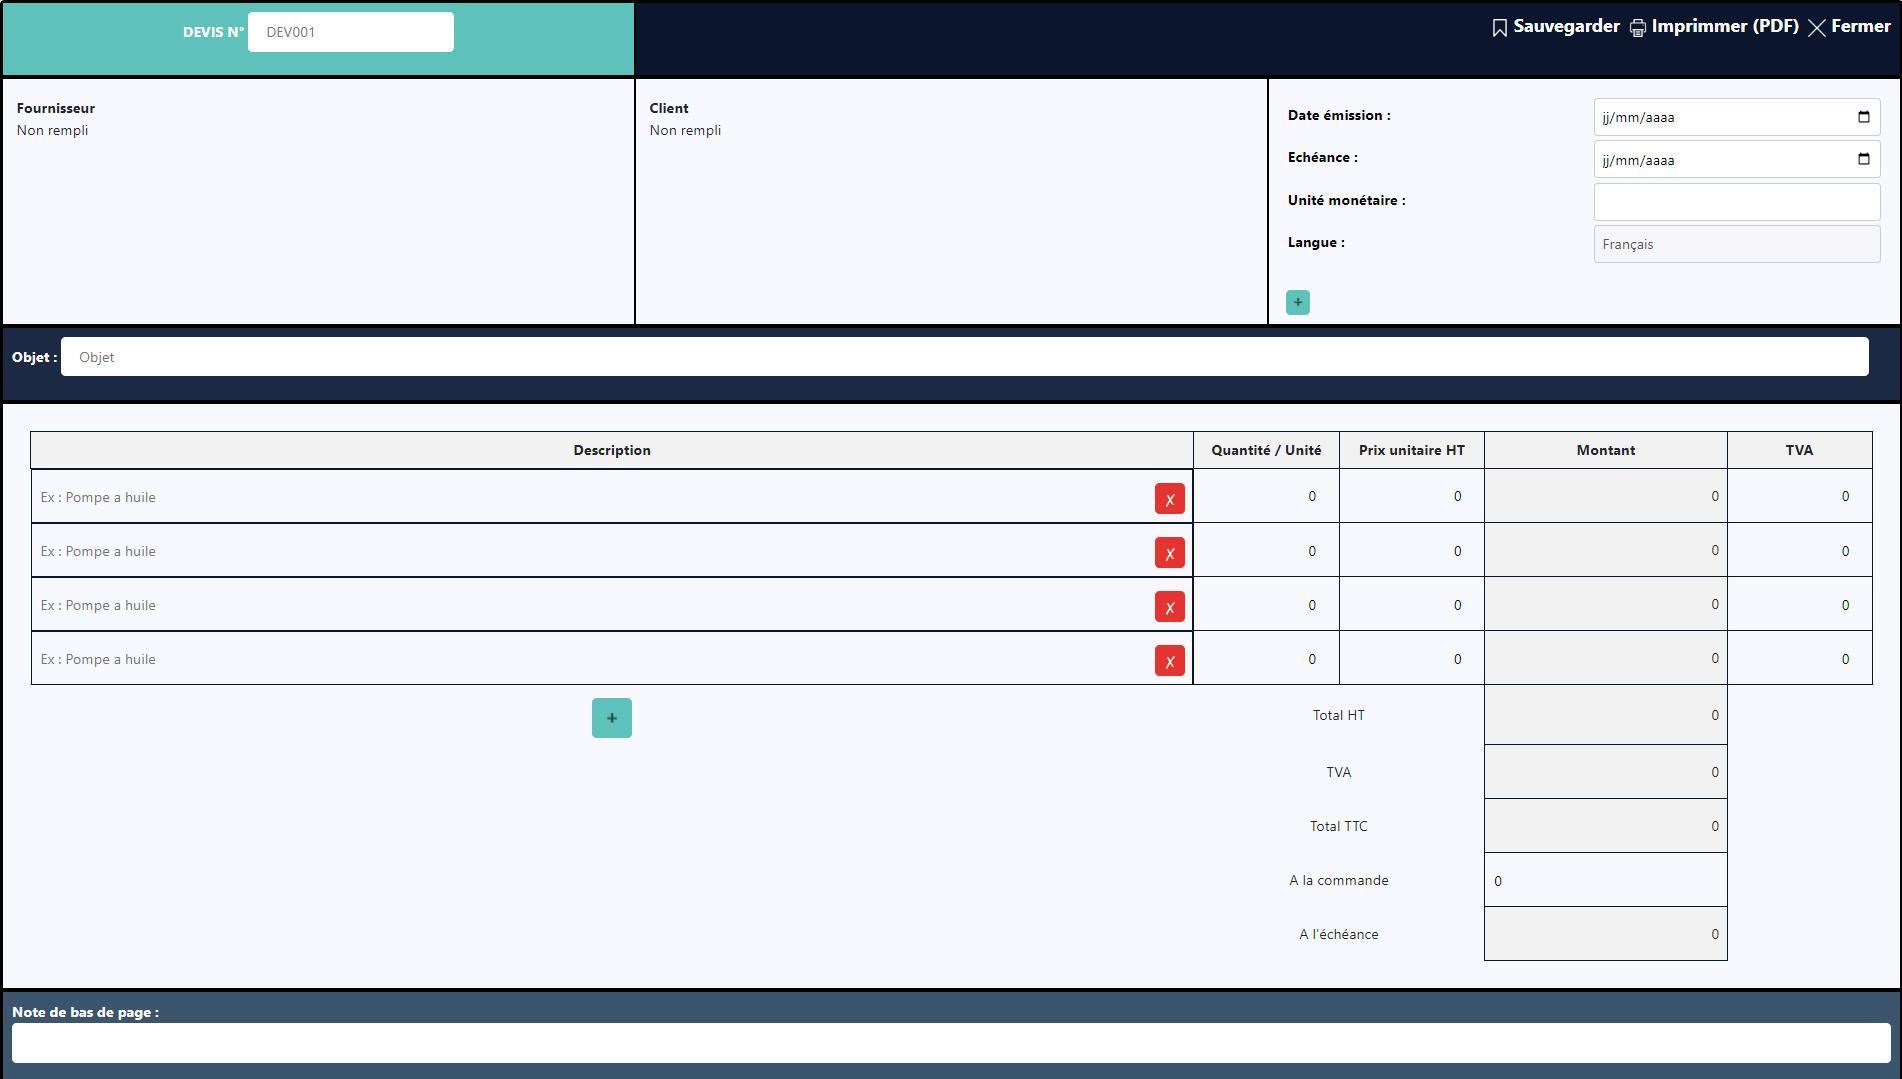 DEVIS N° DEV001
Sauvegarder Imprimmer (PDF) Fermer
Fournisseur
Non rempli
Client
Non rempli
Date émission : jj/mm/aaaa
Echéance : jj/mm/aaaa
Unité monétaire :
Langue : Français
+
Objet : Objet
Description Quantité / Unité Prix unitaire HT Montant TVA
Ex : Pompe a huile X 0 0 0 0
Ex : Pompe a huile X 0 0 0 0
Ex : Pompe a huile X 0 0 0 0
Ex : Pompe a huile X 0 0 0 0
+ Total HT 0
TVA 0
Total TTC 0
A la commande 0
A l'échéance 0
Note de bas de page :